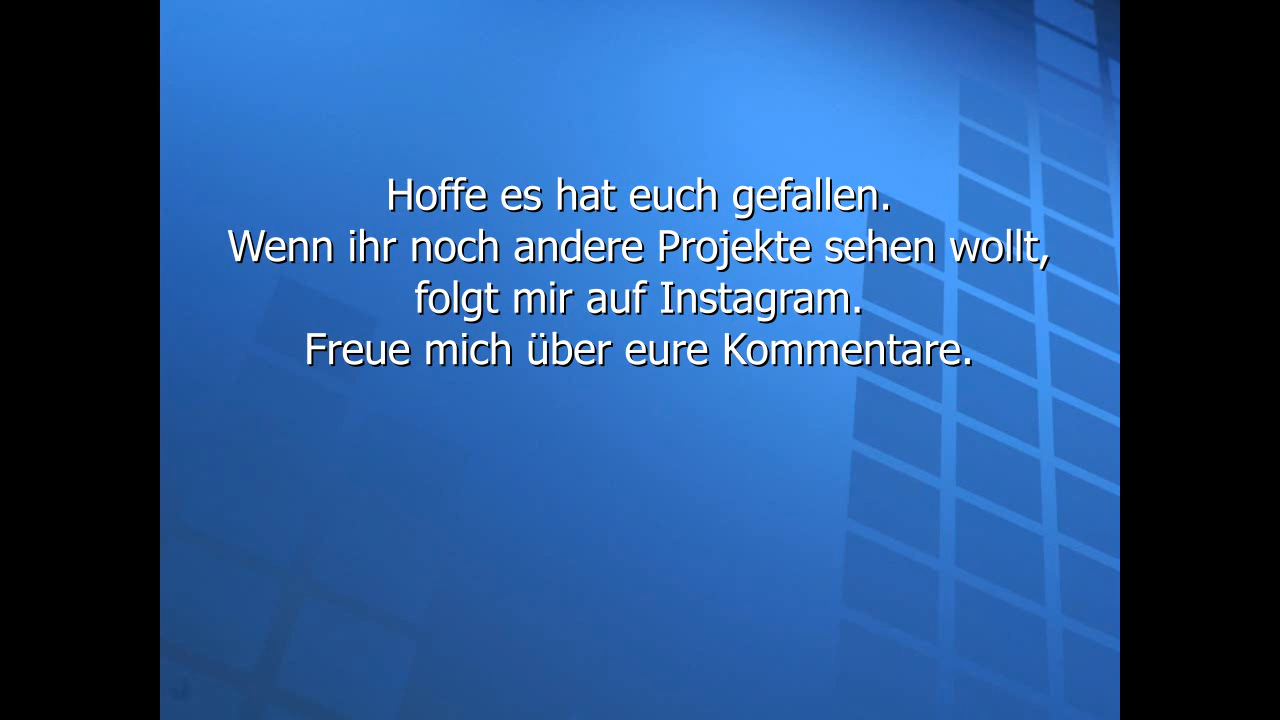 Hoffe es hat euch gefallen.
Wenn ihr noch andere Projekte sehen wollt,
folgt mir auf Instagram.
Freue mich über eure Kommentare.